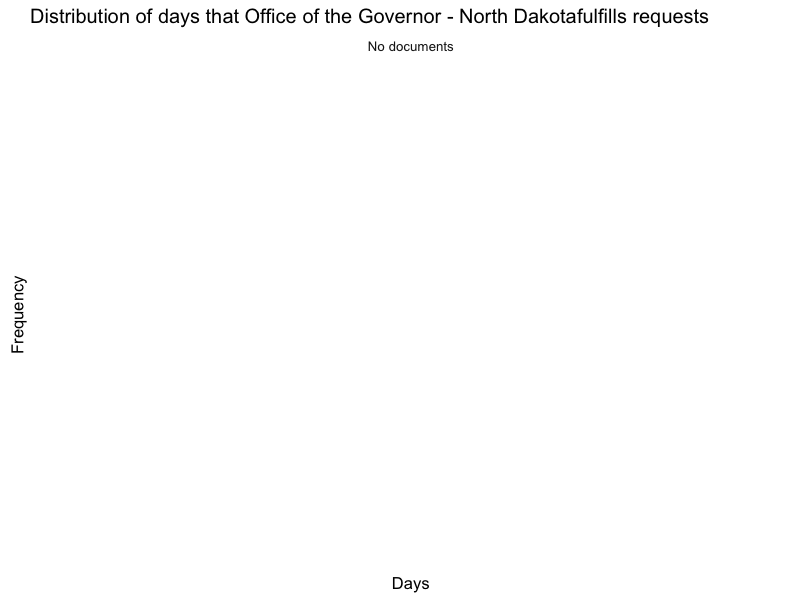 Distribution of days that Office of the Governor - North Dakotafulfills requests
No documents
Frequency
Days